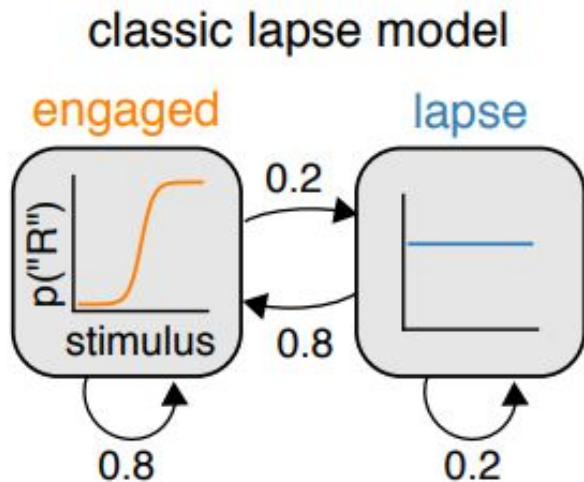 classic lapse model
engaged
lapse
0.2
p("R")
stimulus
0.8
0.8
0.2